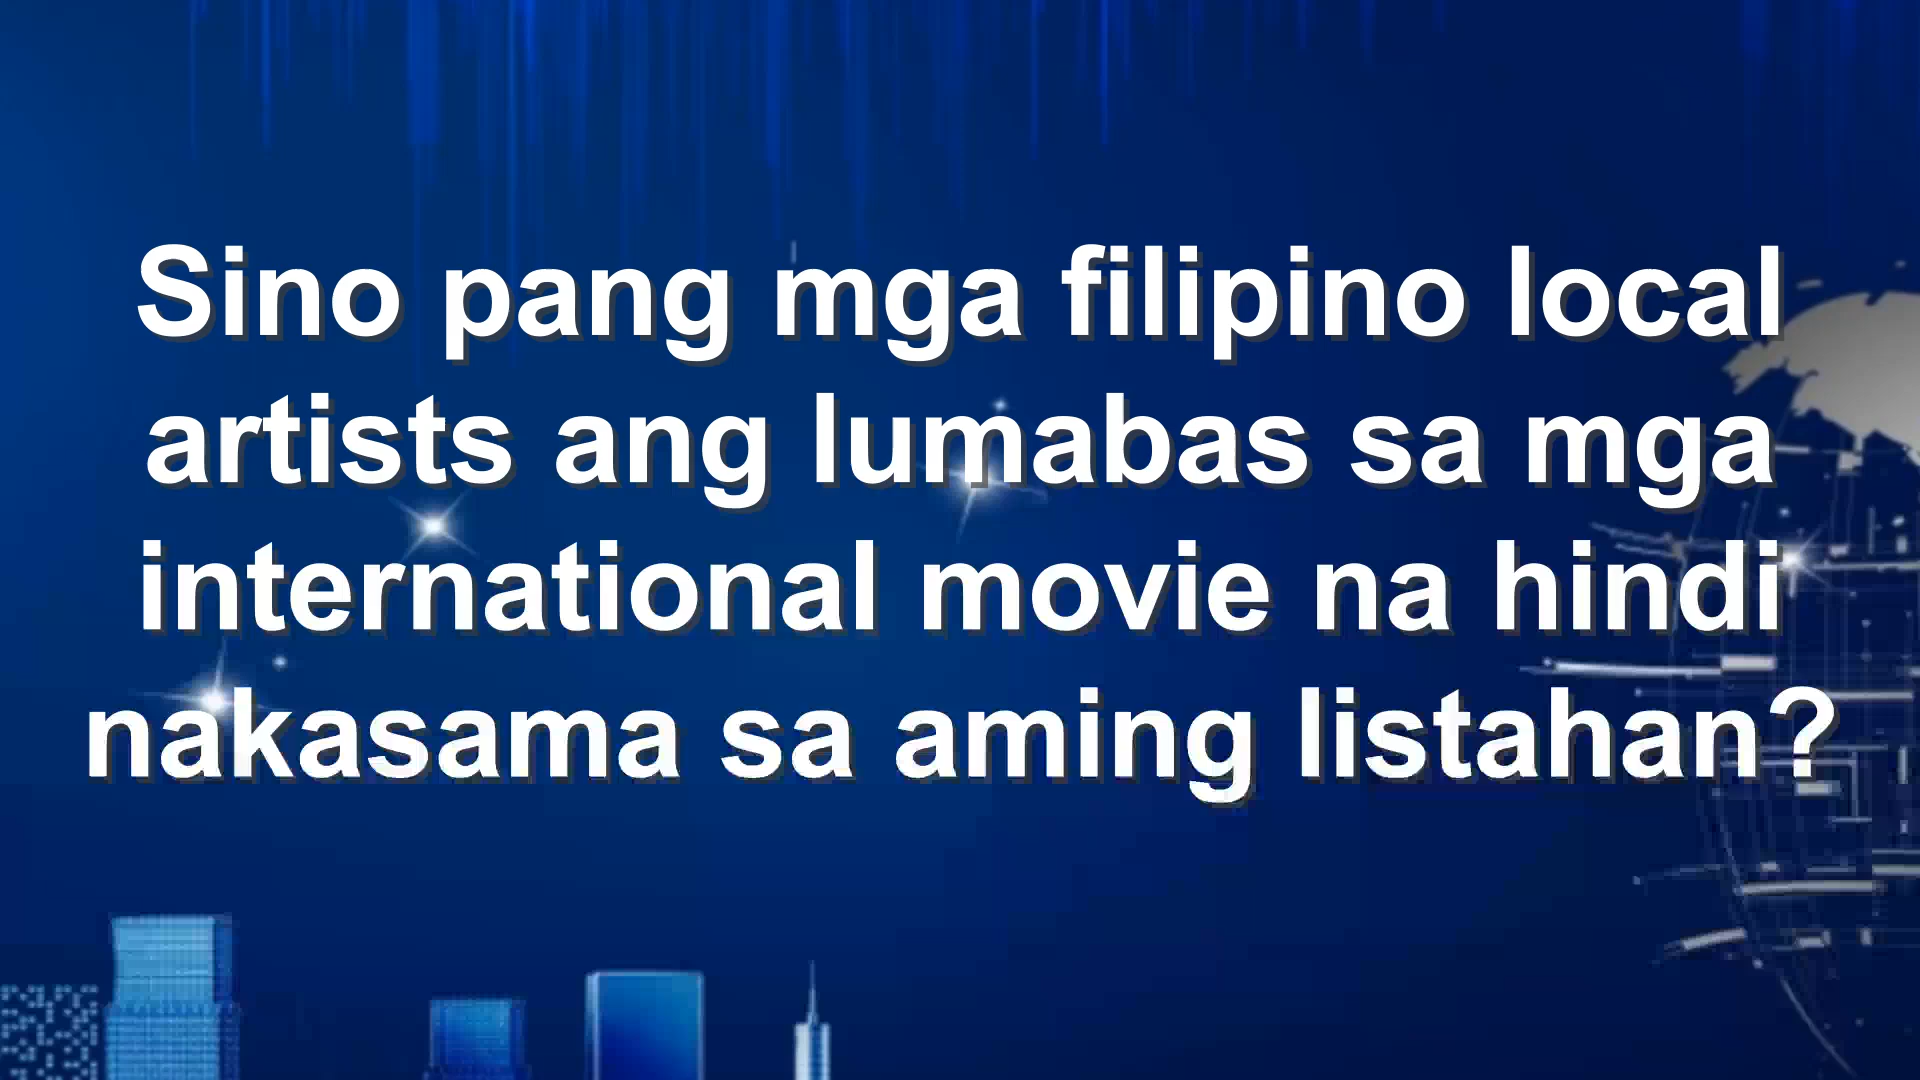 Sino pang mga filipino local
artists ang lumabas sa mga
international movie na hindi
nakasama sa aming listahan?